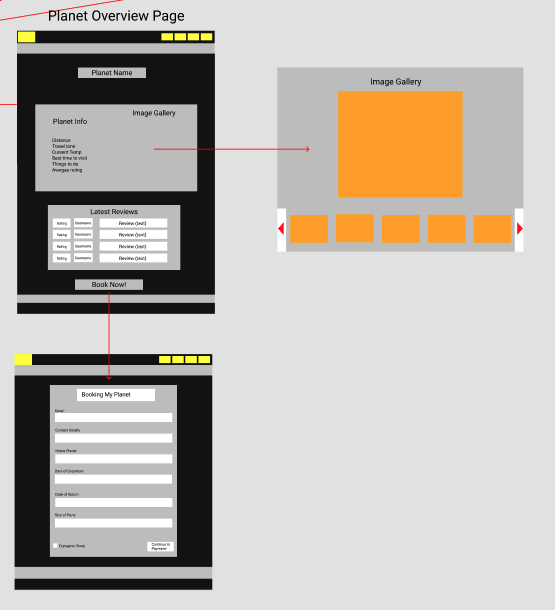 Planet Overview Page
Planet Name
Image Gallery
Planet Info
Distance
Travel time
Current Temp
Best time to visit
Things to do
Avergae rating
Latest Reviews
Rating Username Review (text)
Rating Username Review (text)
Rating Username Review (text)
Rating Username Review (text)
Book Now!
Image Gallery
Booking My Planet
Email
Contact Details
Home Planet
Date of Departure
Date of Return
Size of Party
Cryogenic Sleep
Continue to
Payment